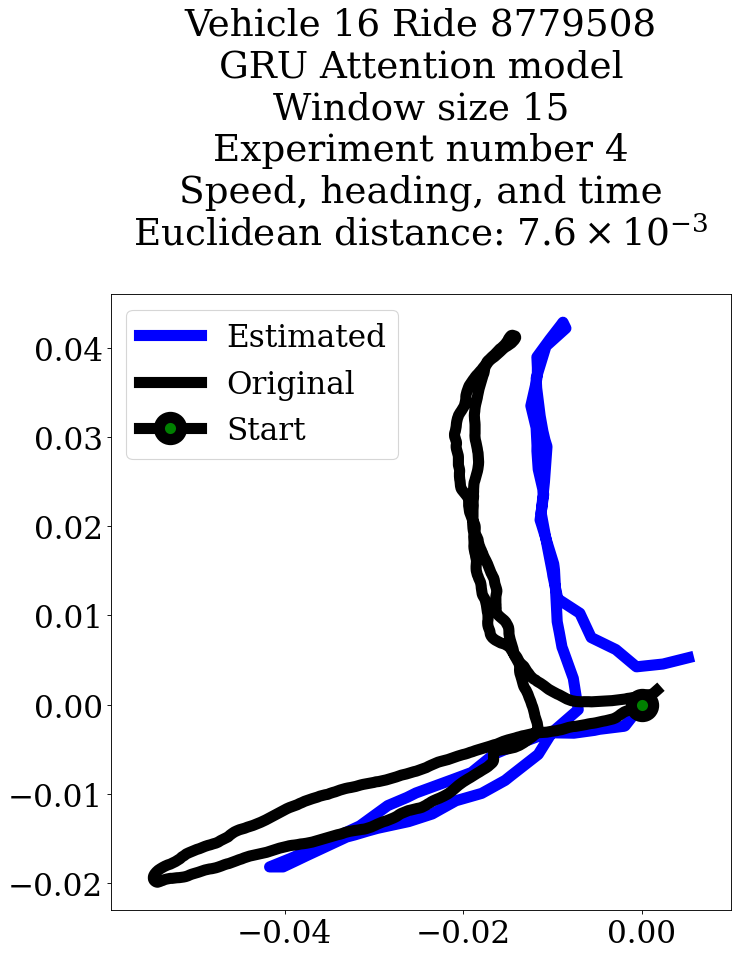 Vehicle 16 Ride 8779508
GRU Attention model
Window size 15
Experiment number 4
Speed, heading, and time
Euclidean distance: 7.6 × 10⁻³
Estimated
Original
Start
0.04
0.03
0.02
0.01
0.00
−0.01
−0.02
−0.04
−0.02
0.00